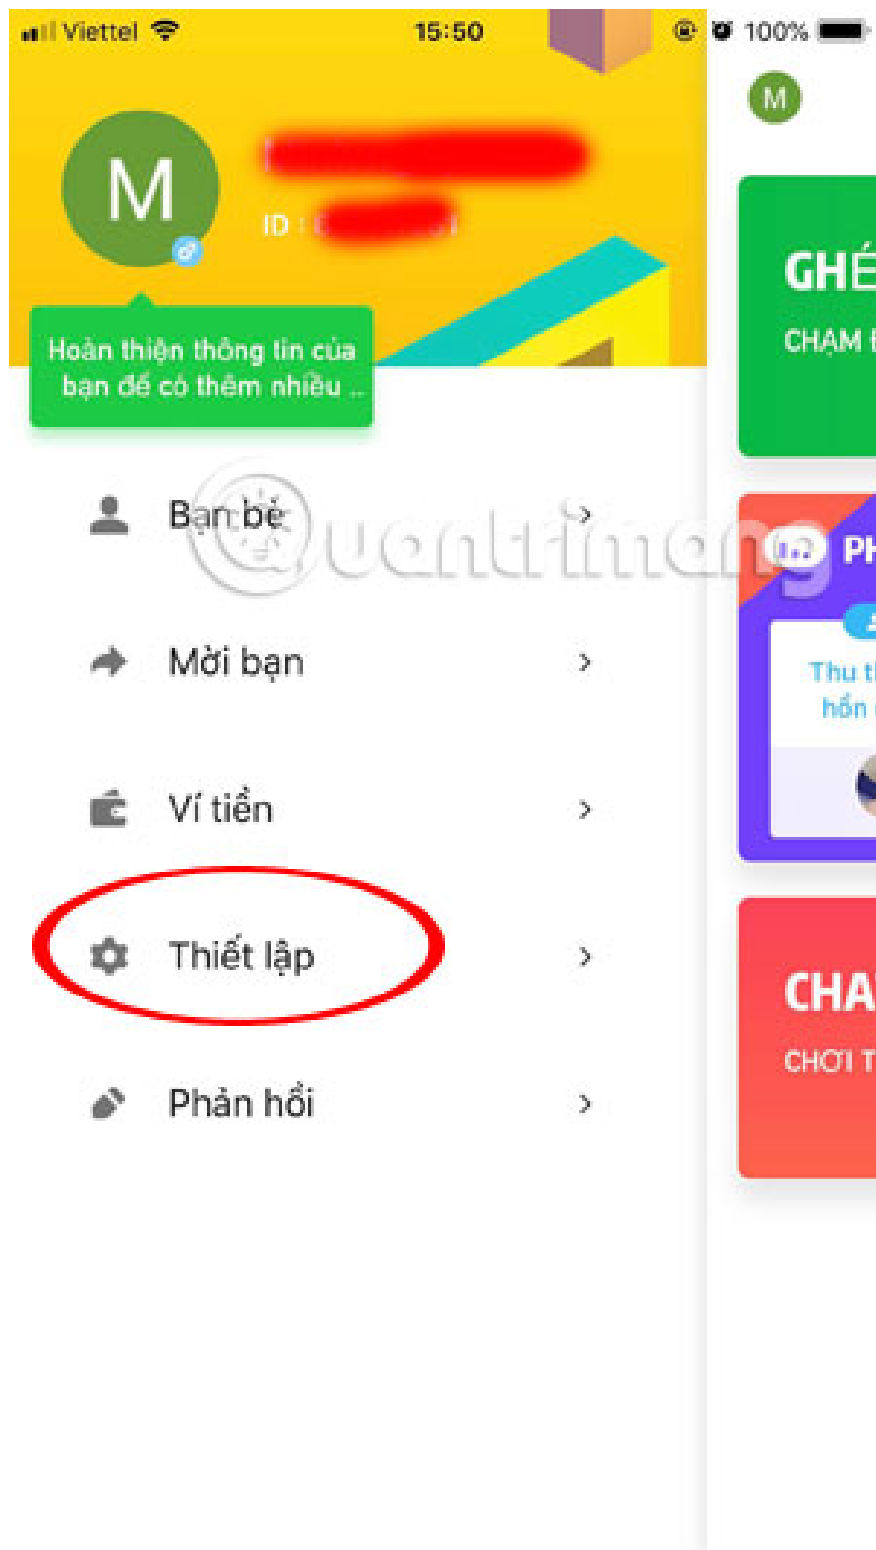 Viettel
15:50
100%
M
M
ID :
Hoàn thiện thông tin của
bạn để có thêm nhiều ..
GHÉ
CHẠM
Bạn bè
Quantrimang
PH
Mời bạn
Thu t
hồn
Ví tiền
Thiết lập
CHA
CHƠI T
Phản hồi